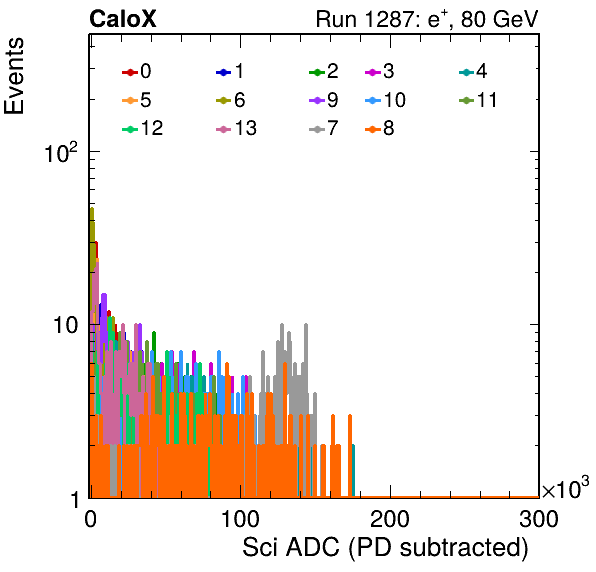 CaloX Run 1287: e⁺, 80 GeV
Events
0 1 2 3 4
5 6 9 10 11
12 13 7 8
10²
10
1
0 100 200 300
×10³
Sci ADC (PD subtracted)